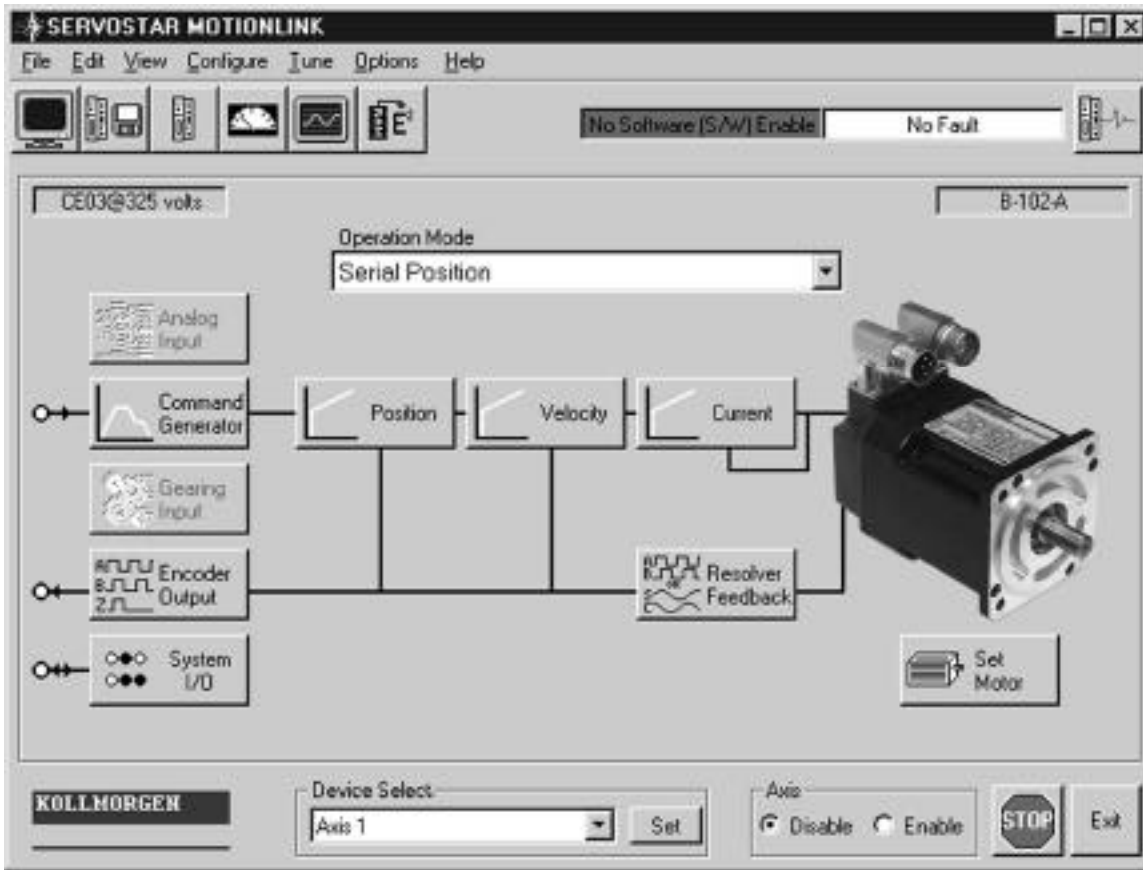 SERVOSTAR MOTIONLINK
File Edit View Configure Tune Options Help
E
No Software (S/W) Enable No Fault
CE03@325 volts B-102-A
Operation Mode
Serial Position
Analog
Input
Command
Generator
Position
Velocity
Current
Gearing
Input
A
B
Z
Encoder
Output
Resolver
Feedback
System
I/O
Set
Motor
KOLLMORGEN
Device Select
Axis 1
Set
Axis
Disable Enable
STOP
Exit